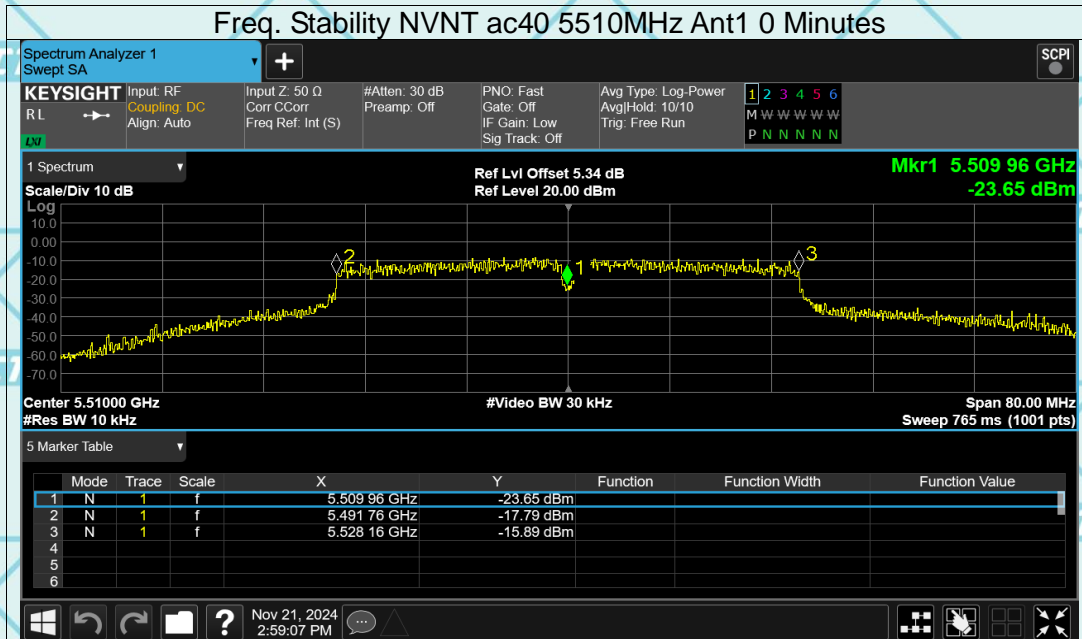 Freq. Stability NVNT ac40 5510MHz Ant1 0 Minutes
Spectrum Analyzer 1
Swept SA
+
SCPI
KEYSIGHT
RL
LXI
Input: RF
Coupling: DC
Align: Auto
Input Z: 50 Ω
Corr CCorr
Freq Ref: Int (S)
#Atten: 30 dB
Preamp: Off
PNO: Fast
Gate: Off
IF Gain: Low
Sig Track: Off
Avg Type: Log-Power
Avg|Hold: 10/10
Trig: Free Run
1 2 3 4 5 6
M W W W W W
P N N N N N
1 Spectrum
Scale/Div 10 dB
Ref Lvl Offset 5.34 dB
Ref Level 20.00 dBm
Mkr1 5.509 96 GHz
-23.65 dBm
Log
10.0
0.00
-10.0
-20.0
-30.0
-40.0
-50.0
-60.0
-70.0
2
1
3
Center 5.51000 GHz
#Video BW 30 kHz
Span 80.00 MHz
#Res BW 10 kHz
Sweep 765 ms (1001 pts)
5 Marker Table
Mode Trace Scale X Y Function Function Width Function Value
1 N 1 f 5.509 96 GHz -23.65 dBm
2 N 1 f 5.491 76 GHz -17.79 dBm
3 N 1 f 5.528 16 GHz -15.89 dBm
4
5
6
?
Nov 21, 2024
2:59:07 PM